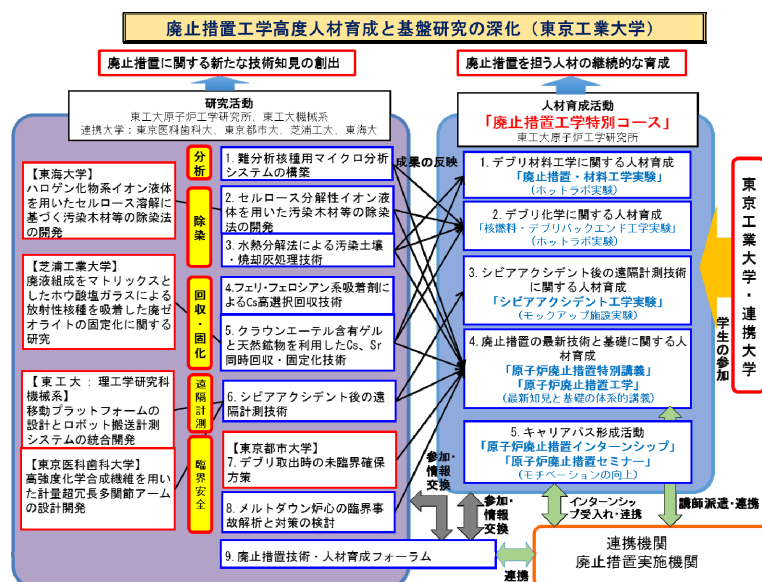 廃止措置工学高度人材育成と基盤研究の深化（東京工業大学）
廃止措置に関する新たな技術知見の創出
廃止措置を担う人材の継続的な育成
研究活動
東工大原子炉工学研究所、東工大機械系
連携大学：東京医科歯科大、東京都市大、芝浦工大、東海大
人材育成活動
「廃止措置工学特別コース」
東工大原子炉工学研究所
【東海大学】
ハロゲン化物系イオン液体
を用いたセルロース溶解に
基づく汚染木材等の除染法
の開発
【芝浦工業大学】
廃液組成をマトリックスと
したホウ酸塩ガラスによる
放射性核種を吸着した廃ゼ
オライトの固定化に関する
研究
【東工大：理工学研究科
機械系】
移動プラットフォームの
設計とロボット搬送計測
システムの統合開発
【東京医科歯科大学】
高強度化学合成繊維を用い
た計量超冗長多関節アームの
設計開発
分析
除染
回収・固化
遠隔計測
臨界安全
1. 難分析核種用マイクロ分析
システムの構築
2. セルロース分解性イオン液
体を用いた汚染木材等の除染
法の開発
3. 水熱分解法による汚染土壌
・焼却灰処理技術
4.フェリ・フェロシアン系吸着剤に
よるCs高選択回収技術
5. クラウンエーテル含有ゲル
と天然鉱物を利用したCs、Sr
同時回収・固定化技術
6. シビアアクシデント後の遠
隔計測技術
【東京都市大学】
7. デブリ取出時の未臨界確保
方策
8. メルトダウン炉心の臨界事
故解析と対策の検討
9. 廃止措置技術・人材育成フォーラム
成果の反映
1. デブリ材料工学に関する人材育成
「廃止措置・材料工学実験」
（ホットラボ実験）
2. デブリ化学に関する人材育成
「核燃料・デブリバックエンド工学実験」
（ホットラボ実験）
3. シビアアクシデント後の遠隔計測技術
に関する人材育成
「シビアアクシデント工学実験」
（モックアップ施設実験）
4. 廃止措置の最新技術と基礎に関する人
材育成
「原子炉廃止措置特別講義」
「原子炉廃止措置工学」
（最新知見と基礎の体系的講義）
5. キャリアパス形成活動
「原子炉廃止措置インターンシップ」
「原子炉廃止措置セミナー」
（モチベーションの向上）
東京工業大学・連携大学
学生の参加
参加・
情報
交換
参加・
情報
交換
インターンシッ
プ受入れ・連携
講師派遣・連携
連携
連携機関
廃止措置実施機関